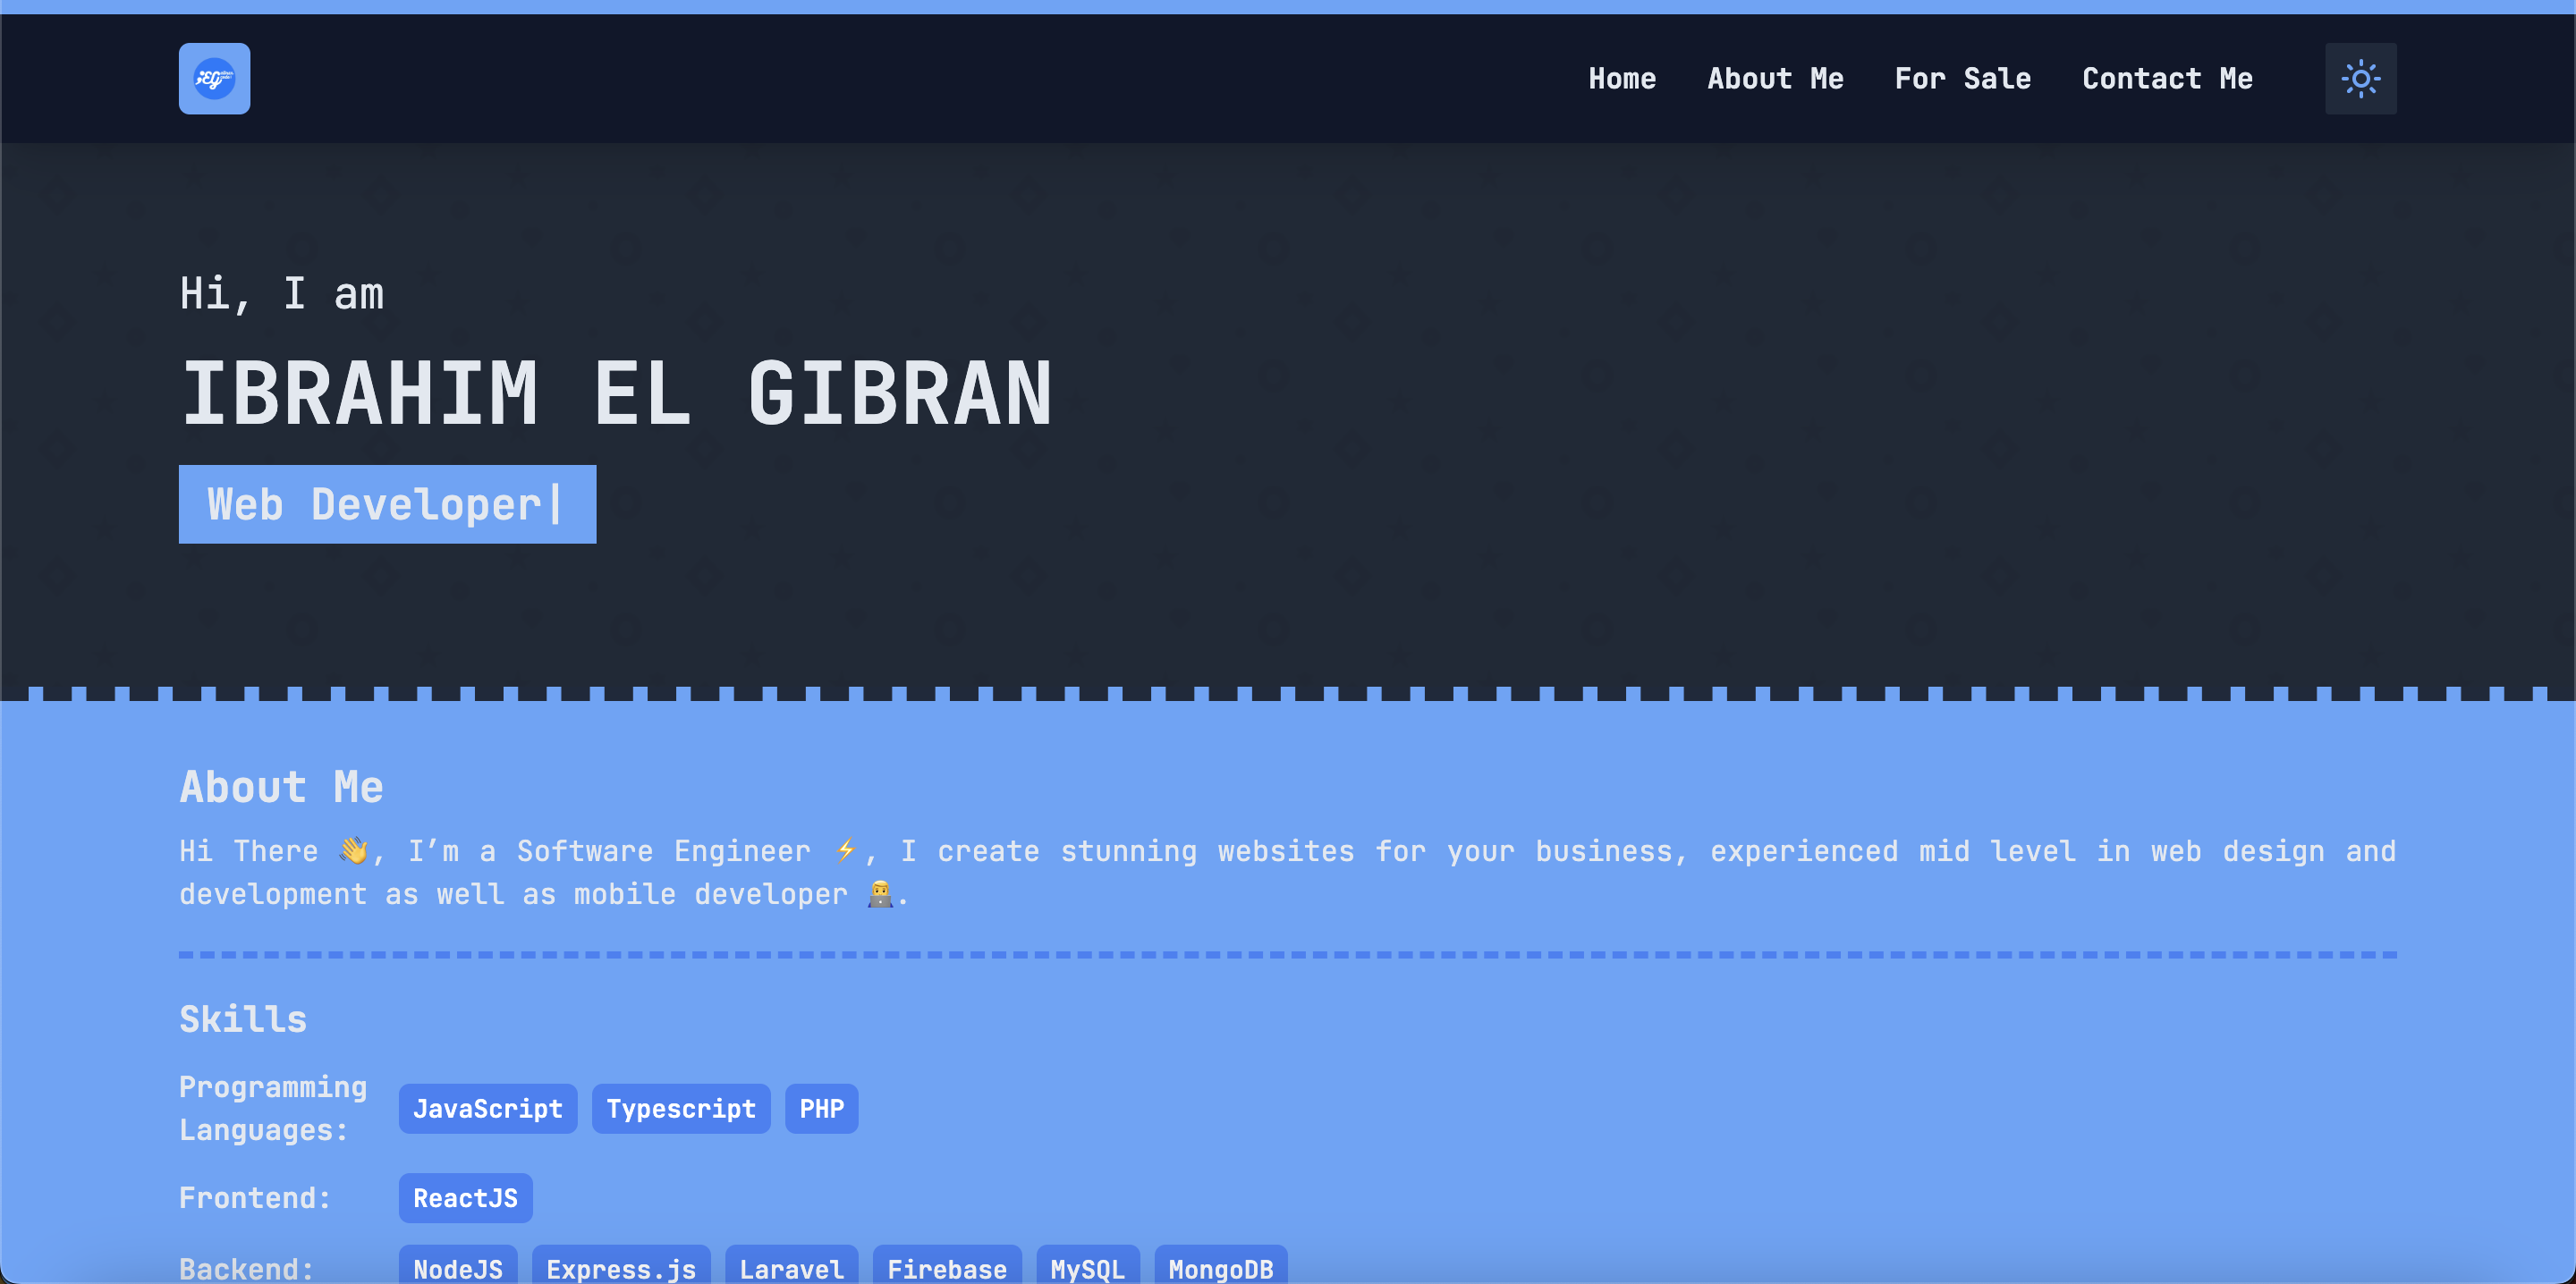 Home About Me For Sale Contact Me
Hi, I am
IBRAHIM EL GIBRAN
Web Developer|
About Me
Hi There 👋, I’m a Software Engineer ⚡, I create stunning websites for your business, experienced mid level in web design and
development as well as mobile developer 👨‍💻.
Skills
Programming
Languages:
JavaScript Typescript PHP
Frontend: ReactJS
Backend: NodeJS Express.js Laravel Firebase MySQL MongoDB